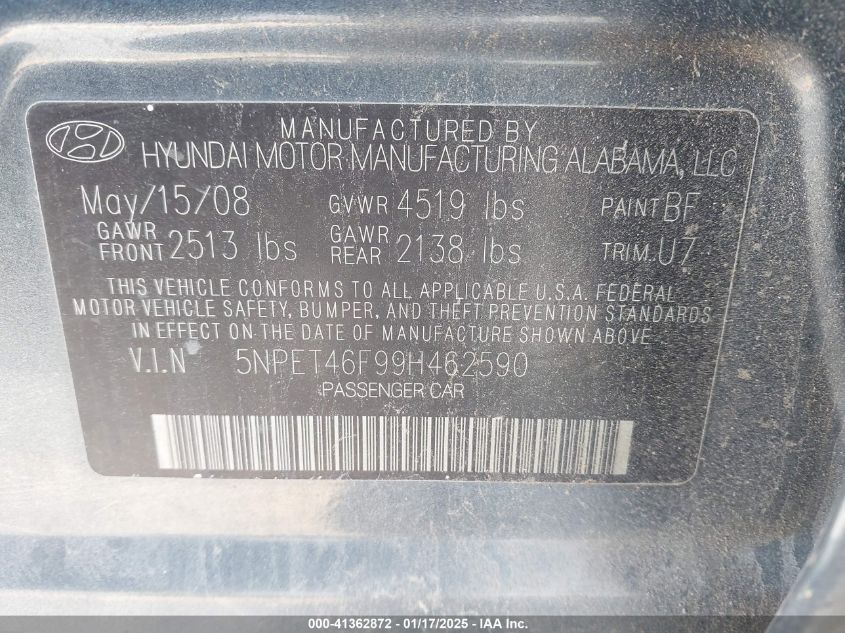 MANUFACTURED BY
HYUNDAI MOTOR MANUFACTURING ALABAMA, LLC
May/15/08 GVWR 4519 lbs PAINT BF
GAWR FRONT 2513 lbs GAWR REAR 2138 lbs TRIM. U7
THIS VEHICLE CONFORMS TO ALL APPLICABLE U.S.A. FEDERAL
MOTOR VEHICLE SAFETY, BUMPER, AND THEFT PREVENTION STANDARDS
IN EFFECT ON THE DATE OF MANUFACTURE SHOWN ABOVE
V.I.N 5NPET46F99H462590
PASSENGER CAR
000-41362872 - 01/17/2025 - IAA Inc.